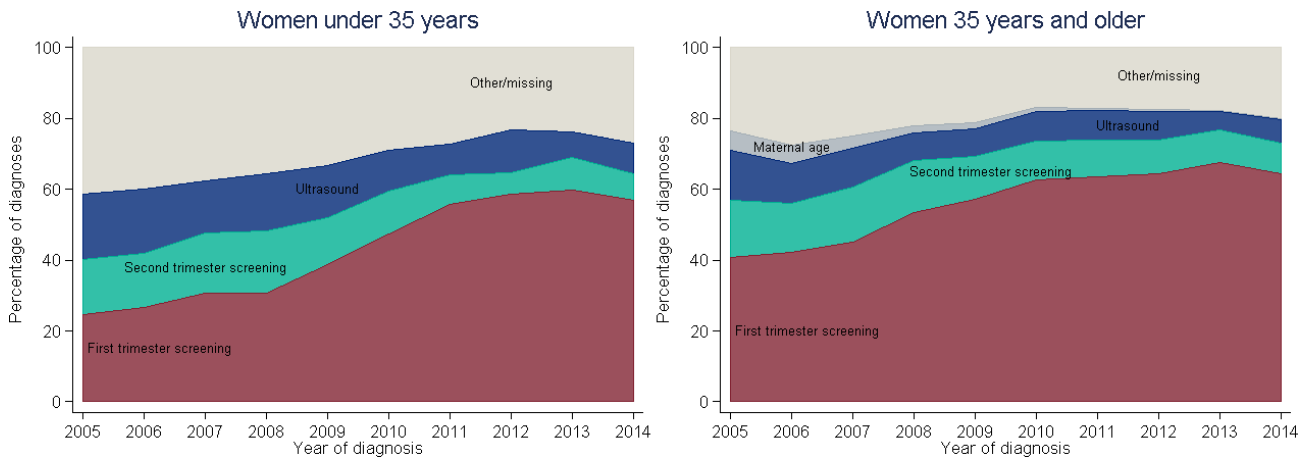 Women under 35 years
Percentage of diagnoses
100
80
60
40
20
0
Other/missing
Ultrasound
Second trimester screening
First trimester screening
2005 2006 2007 2008 2009 2010 2011 2012 2013 2014
Year of diagnosis
Women 35 years and older
Percentage of diagnoses
100
80
60
40
20
0
Other/missing
Ultrasound
Maternal age
Second trimester screening
First trimester screening
2005 2006 2007 2008 2009 2010 2011 2012 2013 2014
Year of diagnosis